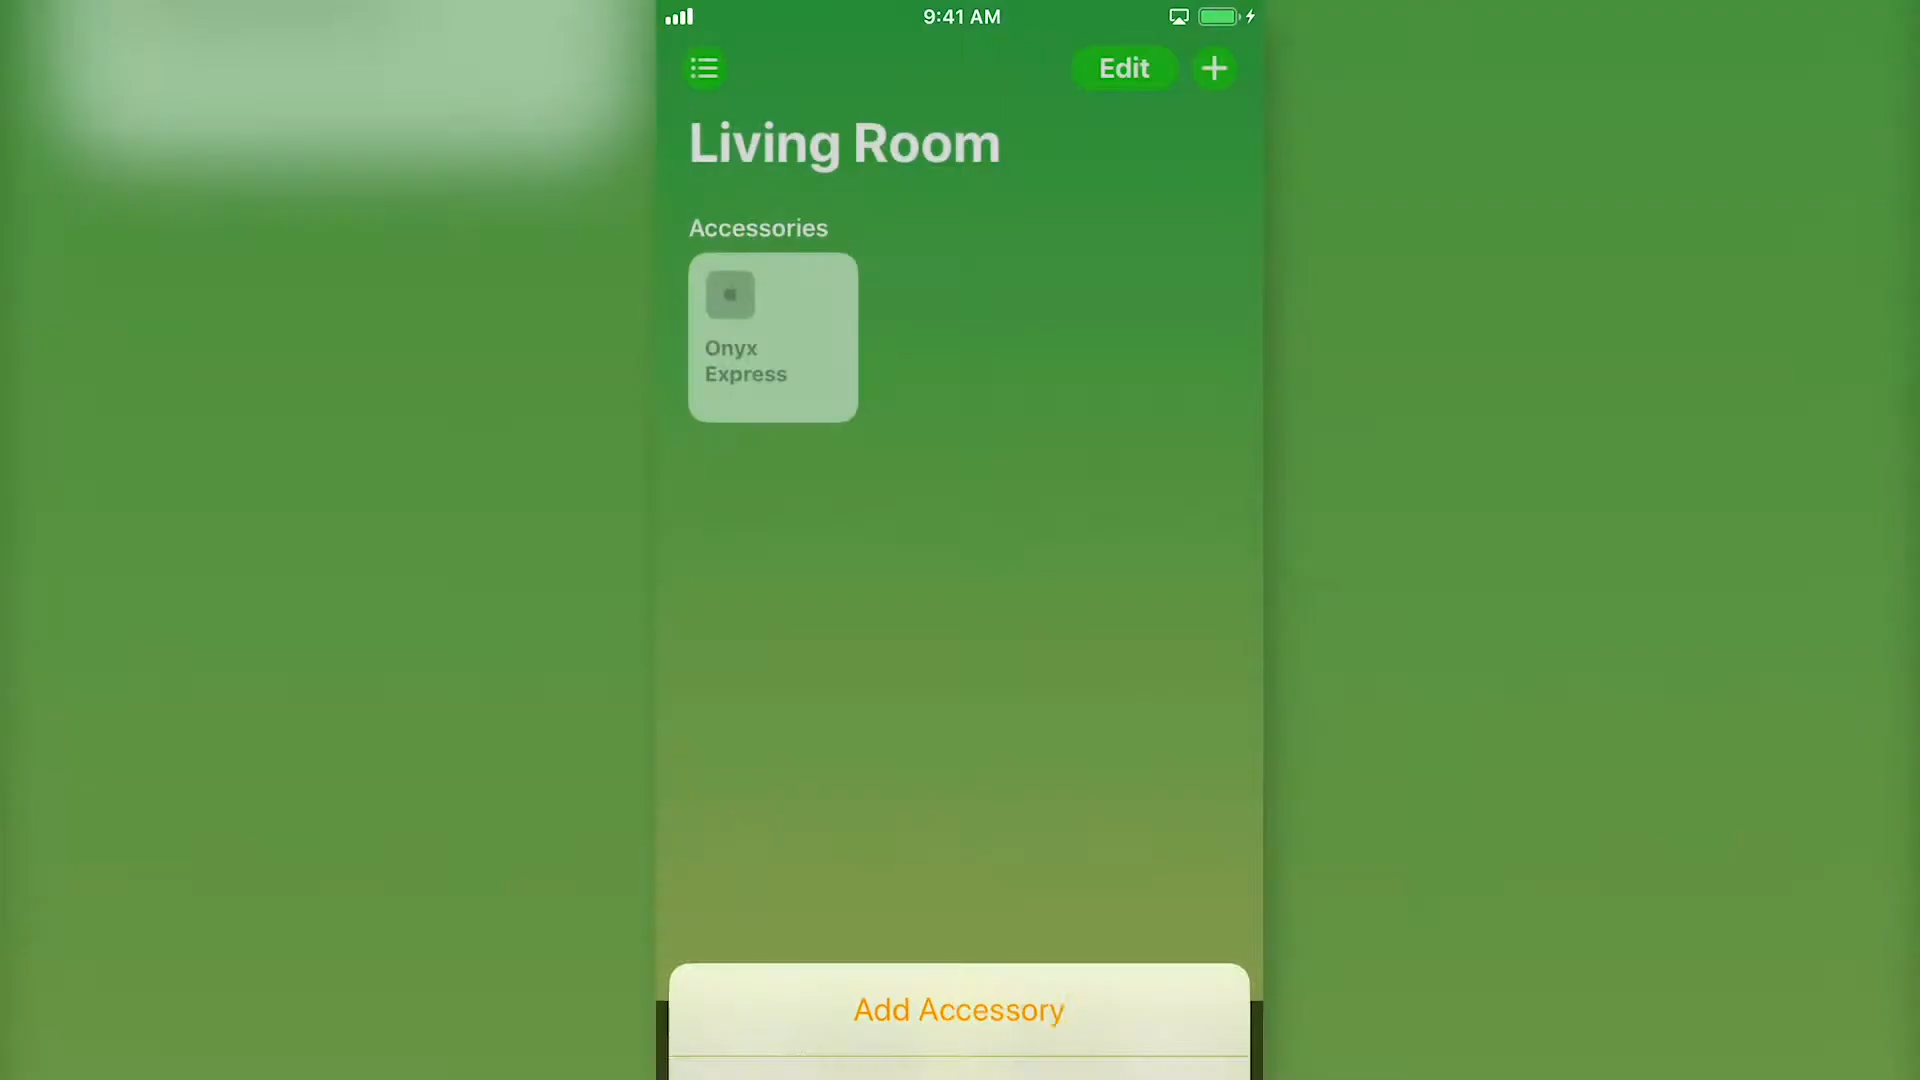 9:41 AM
Edit
Living Room
Accessories
Onyx
Express
Add Accessory